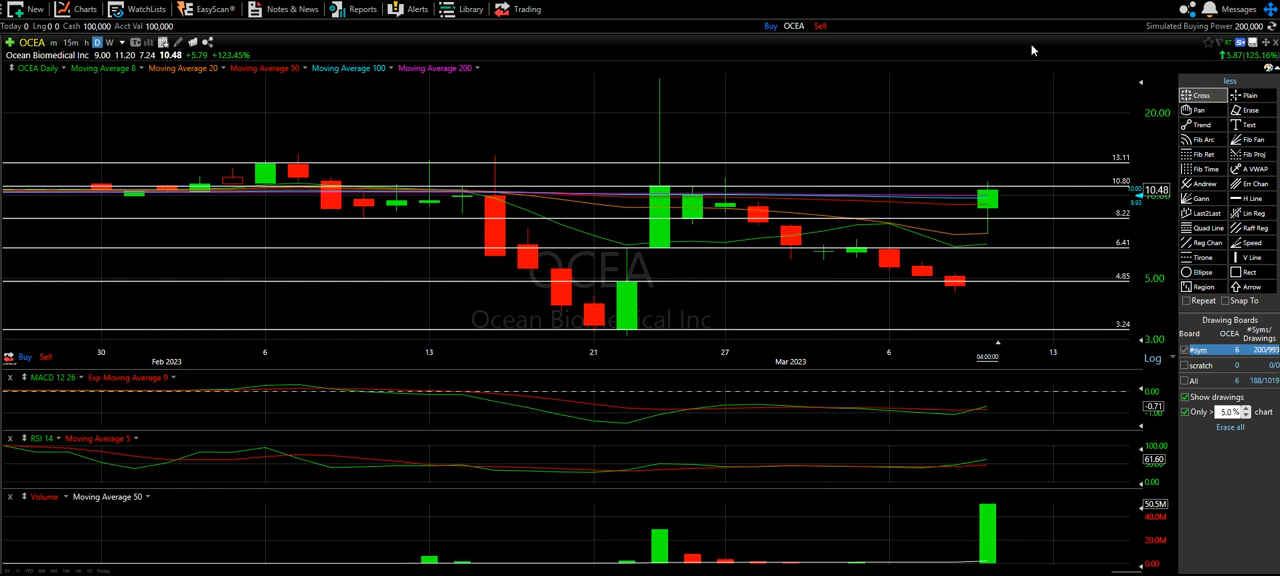 New Charts WatchLists EasyScan® Notes & News Reports Alerts Library Trading Messages
Today 0 Lng 0 0 Cash 100,000 Acct Val 100,000 Buy OCEA Sell Simulated Buying Power 200,000
OCEA m 15m h D W
Ocean Biomedical Inc 9.00 11.20 7.24 10.48 +5.79 +123.45% 5.87(125.16%)
OCEA Daily Moving Average 8 Moving Average 20 Moving Average 50 Moving Average 100 Moving Average 200
less
Cross Plain
Pan Erase
Trend Text
Fib Arc Fib Fan
Fib Ret Fib Proj
Fib Time A VWAP
Andrew Err Chan
Gann H Line
Last2Last Lin Reg
Quad Line Raff Reg
Reg Chan Speed
Tirone V Line
Ellipse Rect
Region Arrow
Repeat Snap To
Drawing Boards
Board OCEA #Syms/
Drawings
#sym 6 200/993
scratch 0 0/0
All 6 188/1019
Show drawings
Only > 5.0 % chart
Erase all
20.00
13.11
10.80
10.00
10.48
9.93
8.22
6.41
5.00
4.85
3.24
3.00
OCEA
Ocean Biomedical Inc
30 6 13 21 27 6 04:00:00 13
Feb 2023 Mar 2023
Buy Sell
Log
X MACD 12 26 Exp Moving Average 9
0.00
-0.71
-1.00
X RSI 14 Moving Average 5
100.00
61.60
50.00
0.00
X Volume Moving Average 50
50.5M
40.0M
20.0M
0.00